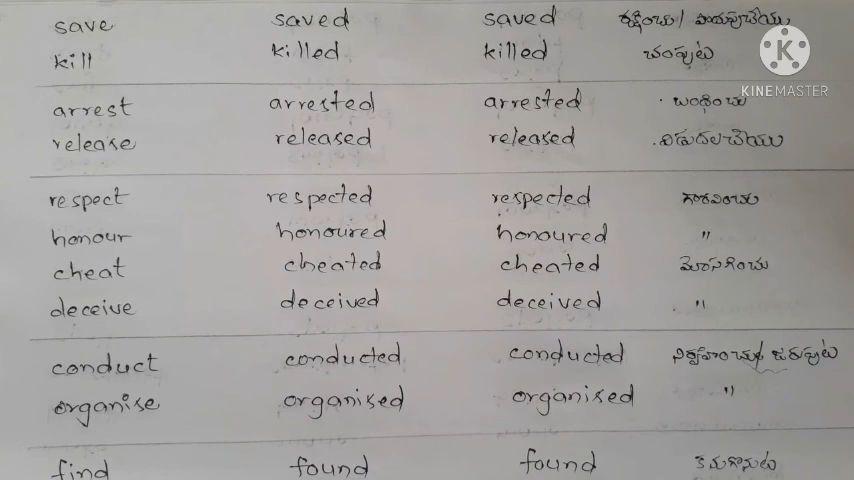 save saved saved రక్షించు / పొదుపుచేయు
kill killed killed చంపుట
KINEMASTER
arrest arrested arrested బంధించు
release released released విడుదలచేయు
respect respected respected గౌరవించు
honour honoured honoured "
cheat cheated cheated మోసగించు
deceive deceived deceived "
conduct conducted conducted నిర్వహించు / జరుపుట
organise organised organised "
find found found కనుగొనుట